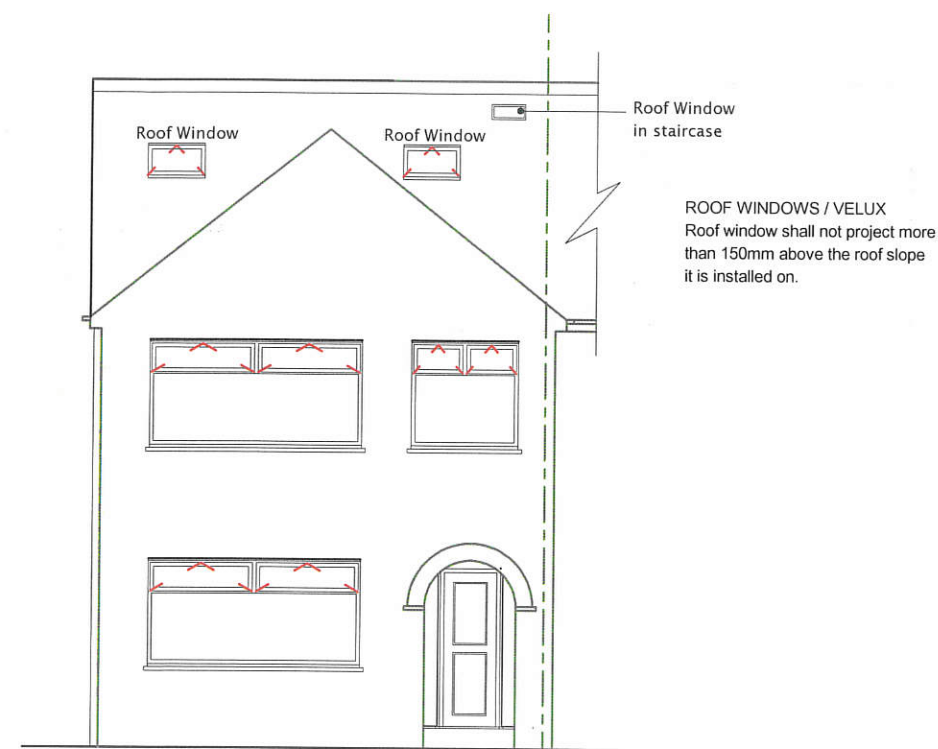 Roof Window
Roof Window
Roof Window
in staircase
ROOF WINDOWS / VELUX
Roof window shall not project more
than 150mm above the roof slope
it is installed on.